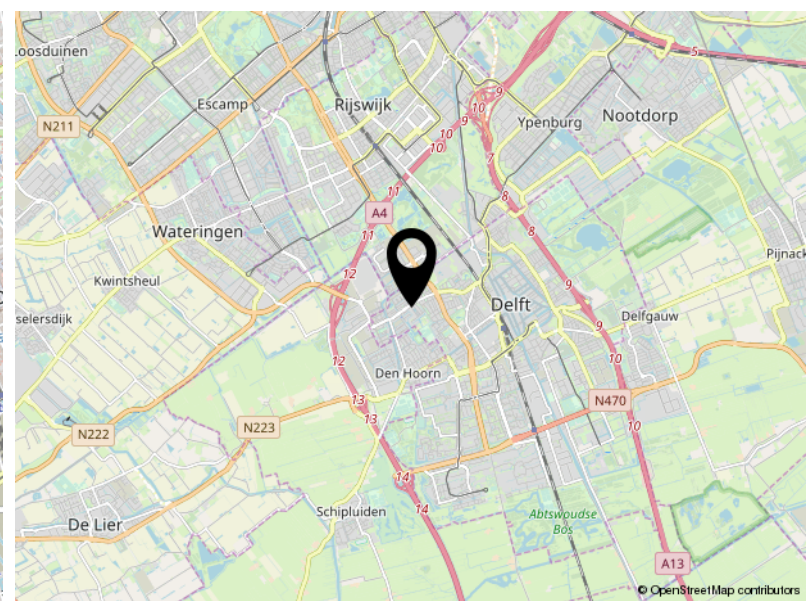 Loosduinen
5
Escamp
Rijswijk
9
10
10
9
Nootdorp
Ypenburg
N211
10
9
10
7
11
8
A4
11
8
Wateringen
12
Pijnack
Kwintsheul
9
Delft
selersdijk
9
Delfgauw
12
10
Den Hoorn
13
N470
13
N223
N222
10
14
14
Schipluiden
De Lier
Abtswoudse
Bos
A13
© OpenStreetMap contributors